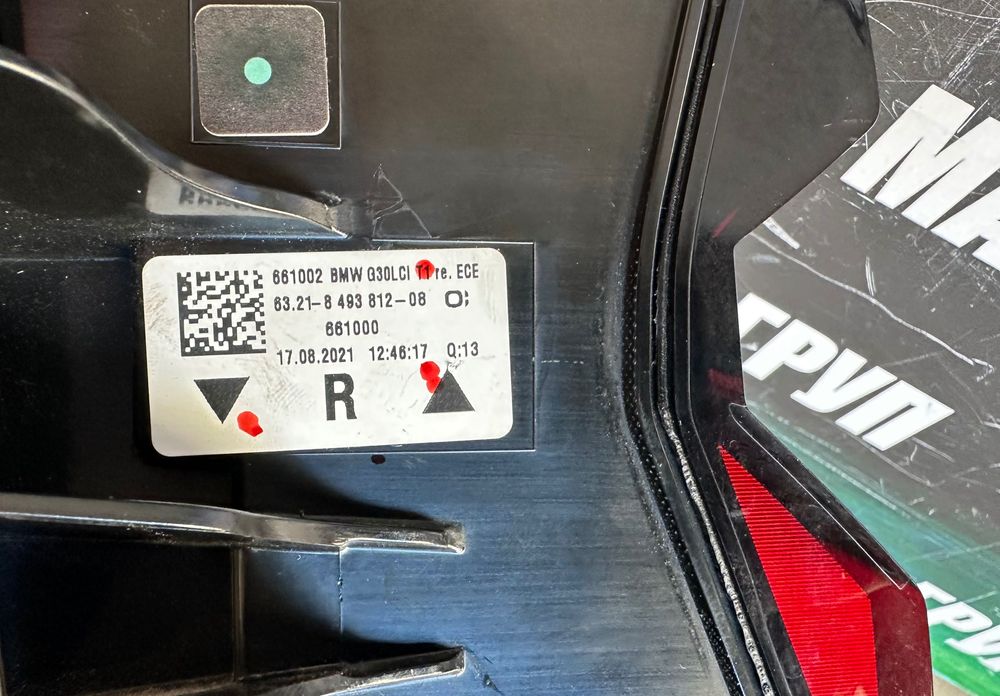 661002 BMW G30LCI T1 re. ECE
63.21-8 493 812-08
661000
17.08.2021 12:46:17 Q:13
R
МА
ГРУП
ГРУП